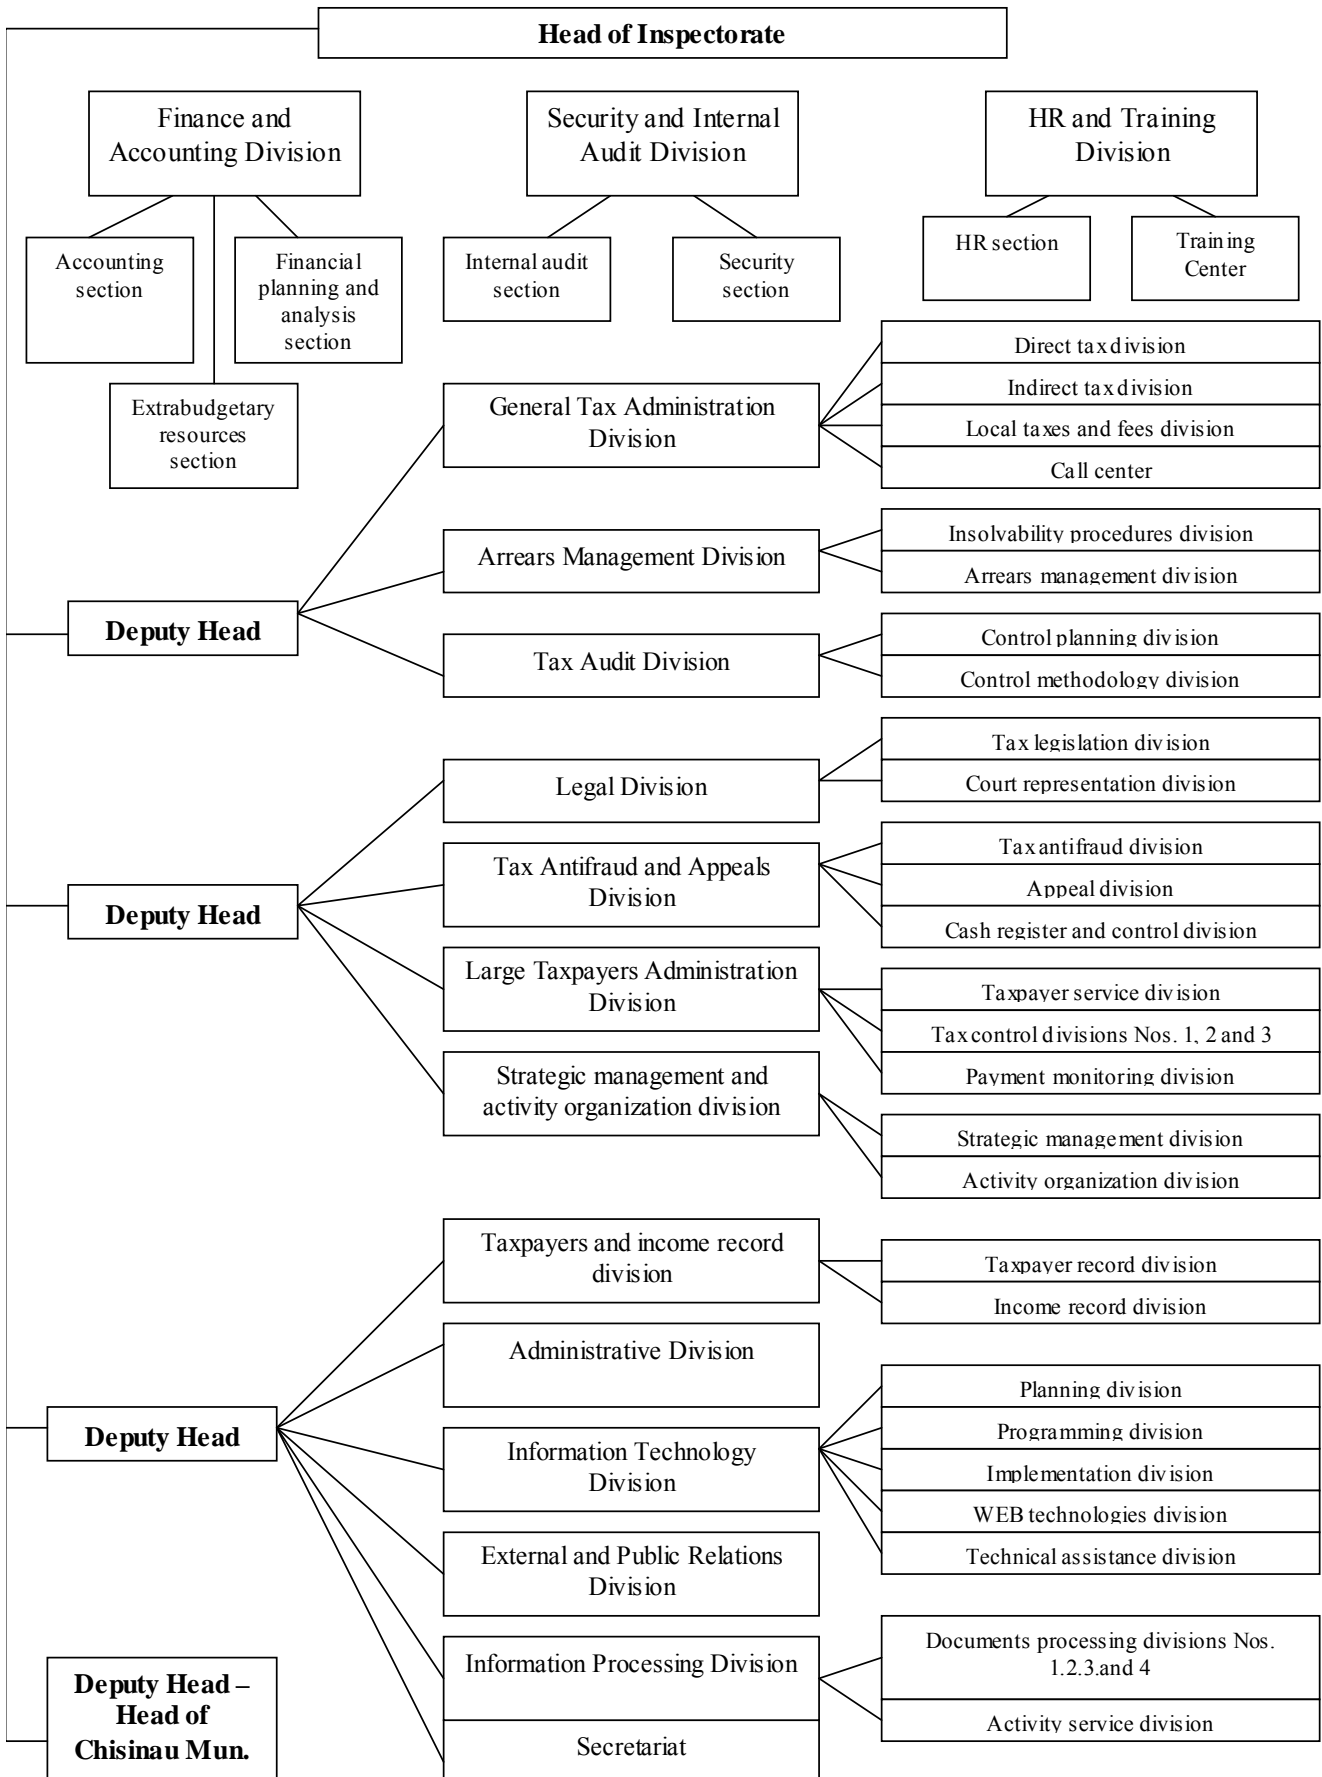 Head of Inspectorate
Finance and
Accounting Division
Security and Internal
Audit Division
HR and Training
Division
Accounting
section
Financial
planning and
analysis
section
Internal audit
section
Security
section
HR section
Training
Center
Extrabudgetary
resources
section
General Tax Administration
Division
Direct tax division
Indirect tax division
Local taxes and fees division
Call center
Arrears Management Division
Insolvability procedures division
Arrears management division
Deputy Head
Tax Audit Division
Control planning division
Control methodology division
Legal Division
Tax legislation division
Court representation division
Deputy Head
Tax Antifraud and Appeals
Division
Tax antifraud division
Appeal division
Cash register and control division
Large Taxpayers Administration
Division
Taxpayer service division
Tax control divisions Nos. 1, 2 and 3
Payment monitoring division
Strategic management and
activity organization division
Strategic management division
Activity organization division
Taxpayers and income record
division
Taxpayer record division
Income record division
Administrative Division
Deputy Head
Information Technology
Division
Planning division
Programming division
Implementation division
WEB technologies division
Technical assistance division
External and Public Relations
Division
Information Processing Division
Documents processing divisions Nos.
1.2.3.and 4
Activity service division
Deputy Head –
Head of
Chisinau Mun.
Secretariat